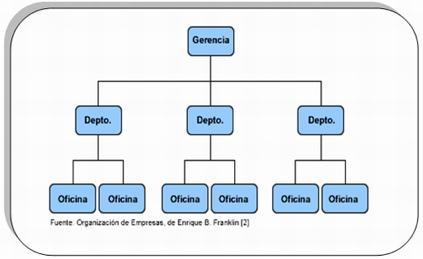 Gerencia
Depto. Depto. Depto.
Oficina Oficina Oficina Oficina Oficina Oficina
Fuente: Organización de Empresas, de Enrique B. Franklin [2]